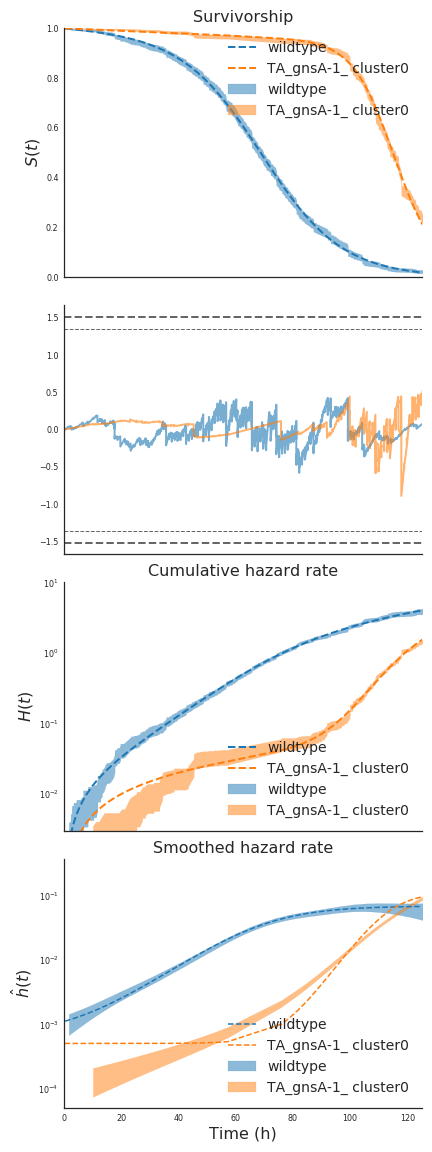 Survivorship
1.0
0.8
0.6
0.4
0.2
0.0
S(t)
wildtype
TA_gnsA-1_ cluster0
wildtype
TA_gnsA-1_ cluster0
1.5
1.0
0.5
0.0
−0.5
−1.0
−1.5
Cumulative hazard rate
10¹
10⁰
10⁻¹
10⁻²
H(t)
wildtype
TA_gnsA-1_ cluster0
wildtype
TA_gnsA-1_ cluster0
Smoothed hazard rate
10⁻¹
10⁻²
10⁻³
10⁻⁴
ĥ(t)
wildtype
TA_gnsA-1_ cluster0
wildtype
TA_gnsA-1_ cluster0
0 20 40 60 80 100 120
Time (h)